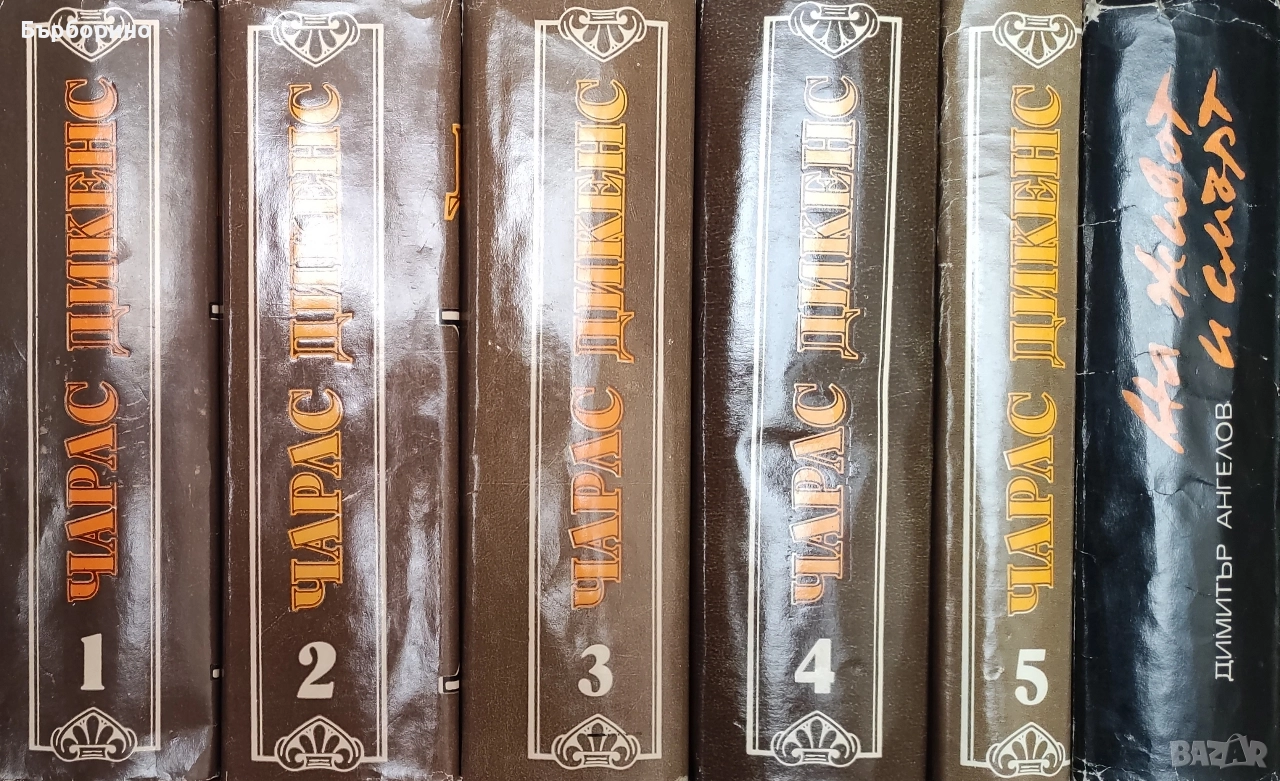 Бърборино
ЧАРЛС ДИКЕНС
1
ЧАРЛС ДИКЕНС
2
ЧАРЛС ДИКЕНС
3
ЧАРЛС ДИКЕНС
4
ЧАРЛС ДИКЕНС
5
На живот
и смърт
ДИМИТЪР АНГЕЛОВ
BAZAR